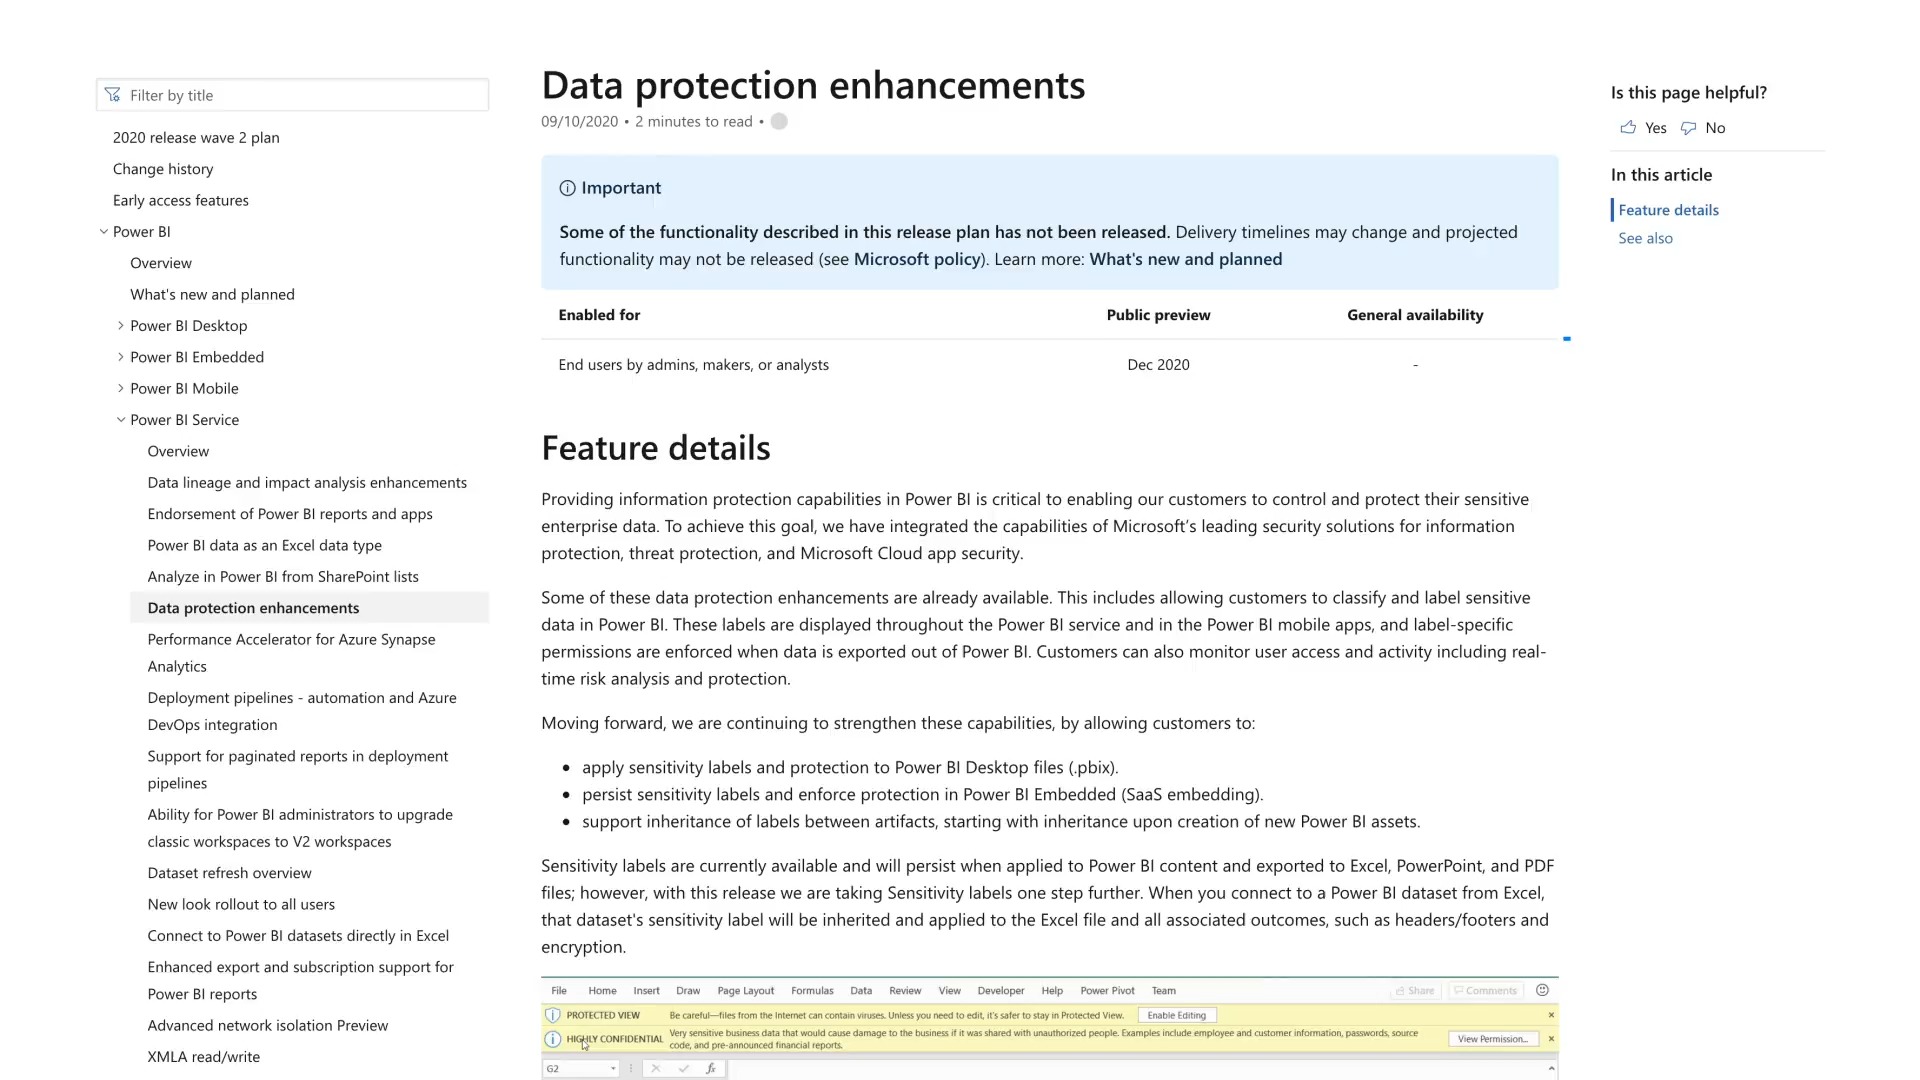 Filter by title
2020 release wave 2 plan
Change history
Early access features
Power BI
Overview
What's new and planned
Power BI Desktop
Power BI Embedded
Power BI Mobile
Power BI Service
Overview
Data lineage and impact analysis enhancements
Endorsement of Power BI reports and apps
Power BI data as an Excel data type
Analyze in Power BI from SharePoint lists
Data protection enhancements
Performance Accelerator for Azure Synapse
Analytics
Deployment pipelines - automation and Azure
DevOps integration
Support for paginated reports in deployment
pipelines
Ability for Power BI administrators to upgrade
classic workspaces to V2 workspaces
Dataset refresh overview
New look rollout to all users
Connect to Power BI datasets directly in Excel
Enhanced export and subscription support for
Power BI reports
Advanced network isolation Preview
XMLA read/write
Data protection enhancements
09/10/2020 • 2 minutes to read •
Important
Some of the functionality described in this release plan has not been released. Delivery timelines may change and projected
functionality may not be released (see Microsoft policy). Learn more: What's new and planned
Enabled for Public preview General availability
End users by admins, makers, or analysts Dec 2020 -
Feature details
Providing information protection capabilities in Power BI is critical to enabling our customers to control and protect their sensitive
enterprise data. To achieve this goal, we have integrated the capabilities of Microsoft’s leading security solutions for information
protection, threat protection, and Microsoft Cloud app security.
Some of these data protection enhancements are already available. This includes allowing customers to classify and label sensitive
data in Power BI. These labels are displayed throughout the Power BI service and in the Power BI mobile apps, and label-specific
permissions are enforced when data is exported out of Power BI. Customers can also monitor user access and activity including real-
time risk analysis and protection.
Moving forward, we are continuing to strengthen these capabilities, by allowing customers to:
• apply sensitivity labels and protection to Power BI Desktop files (.pbix).
• persist sensitivity labels and enforce protection in Power BI Embedded (SaaS embedding).
• support inheritance of labels between artifacts, starting with inheritance upon creation of new Power BI assets.
Sensitivity labels are currently available and will persist when applied to Power BI content and exported to Excel, PowerPoint, and PDF
files; however, with this release we are taking Sensitivity labels one step further. When you connect to a Power BI dataset from Excel,
that dataset's sensitivity label will be inherited and applied to the Excel file and all associated outcomes, such as headers/footers and
encryption.
File Home Insert Draw Page Layout Formulas Data Review View Developer Help Power Pivot Team Share Comments
PROTECTED VIEW Be careful—files from the Internet can contain viruses. Unless you need to edit, it's safer to stay in Protected View. Enable Editing
HIGHLY CONFIDENTIAL Very sensitive business data that would cause damage to the business if it was shared with unauthorized people. Examples include employee and customer information, passwords, source
code, and pre-announced financial reports. View Permission...
G2 fx
Is this page helpful?
Yes No
In this article
Feature details
See also